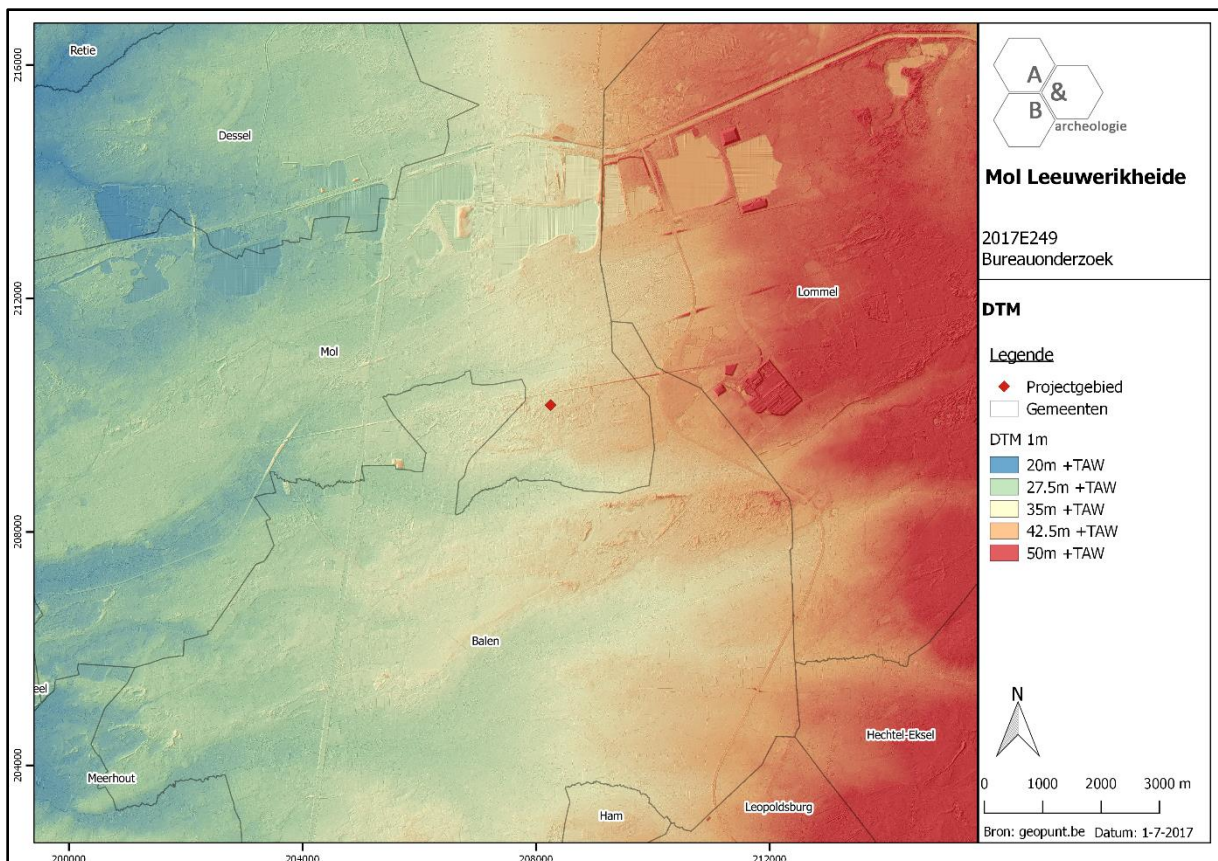 Retie
Dessel
Mol
Lommel
Balen
eel
Meerhout
Ham
Leopoldsburg
Hechtel-Eksel
216000
212000
208000
204000
200000
204000
208000
212000
A
&
B
archeologie
Mol Leeuwerikheide
2017E249
Bureauonderzoek
DTM
Legende
Projectgebied
Gemeenten
DTM 1m
20m +TAW
27.5m +TAW
35m +TAW
42.5m +TAW
50m +TAW
N
0 1000 2000 3000 m
Bron: geopunt.be Datum: 1-7-2017